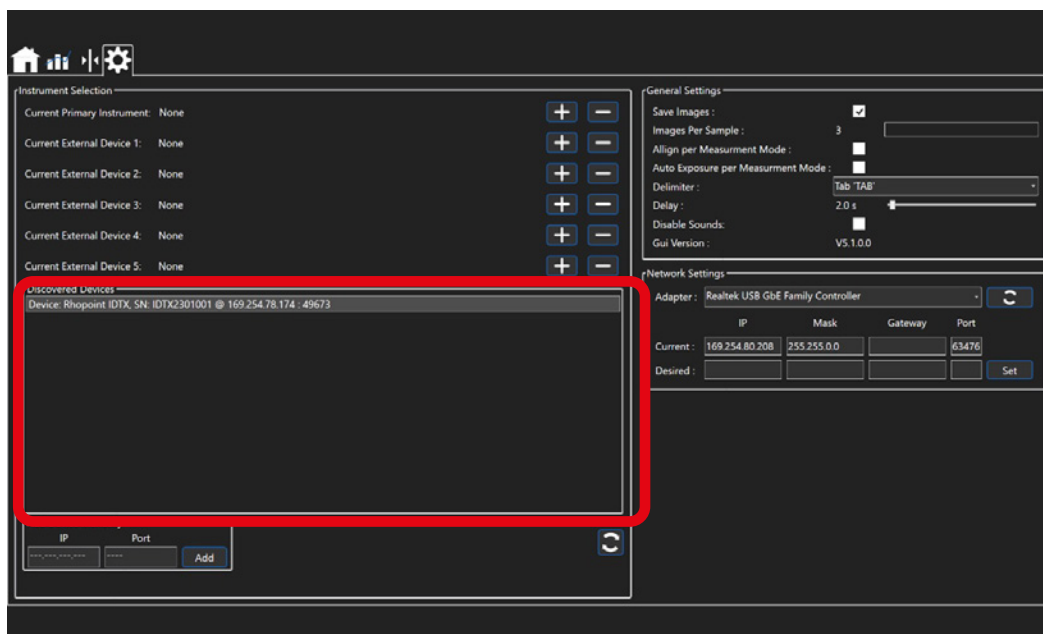 Instrument Selection
Current Primary Instrument: None
Current External Device 1: None
Current External Device 2: None
Current External Device 3: None
Current External Device 4: None
Current External Device 5: None
Discovered Devices
Device: Rhopoint IDTX, SN: IDTX2301001 @ 169.254.78.174 : 49673
IP Port
---.---.---.--- ---- Add
General Settings
Save Images :
Images Per Sample : 3
Allign per Measurment Mode :
Auto Exposure per Measurment Mode :
Delimiter : Tab 'TAB'
Delay : 2.0 s
Disable Sounds:
Gui Version : V5.1.0.0
Network Settings
Adapter : Realtek USB GbE Family Controller
IP Mask Gateway Port
Current : 169.254.80.208 255.255.0.0 63476
Desired : Set